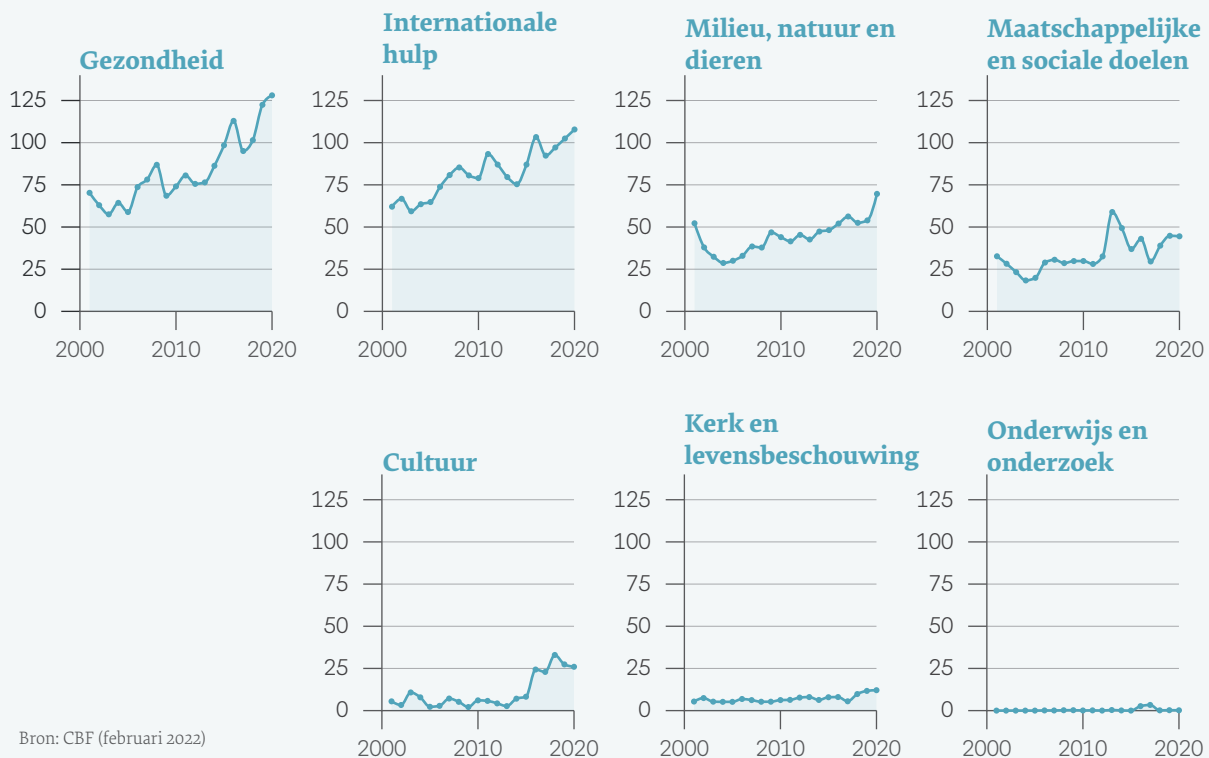 Gezondheid
125
100
75
50
25
0
2000 2010 2020
Internationale
hulp
125
100
75
50
25
0
2000 2010 2020
Milieu, natuur en
dieren
125
100
75
50
25
0
2000 2010 2020
Maatschappelijke
en sociale doelen
125
100
75
50
25
0
2000 2010 2020
Cultuur
125
100
75
50
25
0
2000 2010 2020
Kerk en
levensbeschouwing
125
100
75
50
25
0
2000 2010 2020
Onderwijs en
onderzoek
125
100
75
50
25
0
2000 2010 2020
Bron: CBF (februari 2022)